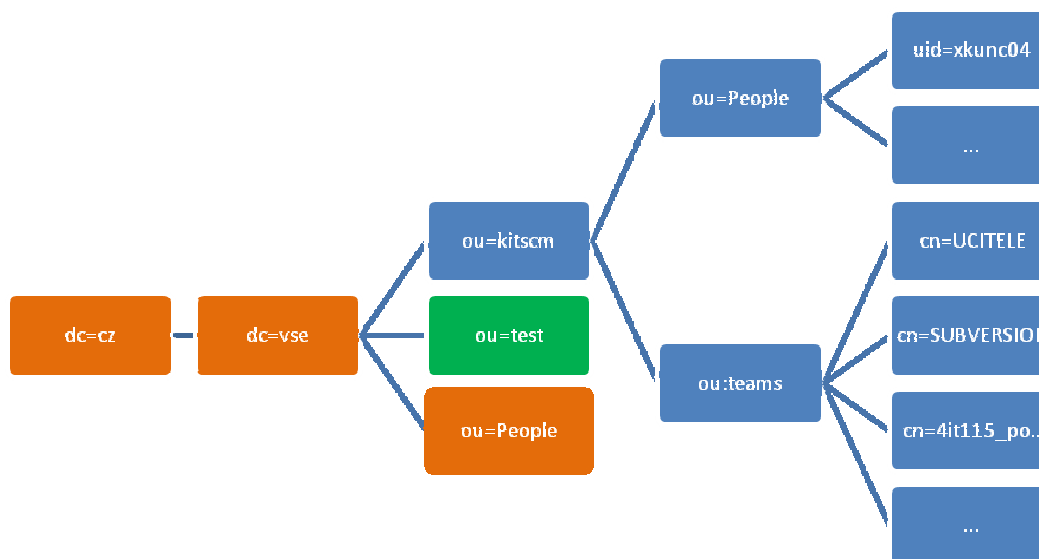 dc=cz
dc=vse
ou=kitscm
ou=test
ou=People
ou=People
ou:teams
uid=xkunc04
...
cn=UCITELE
cn=SUBVERSION
cn=4it115_po...
...